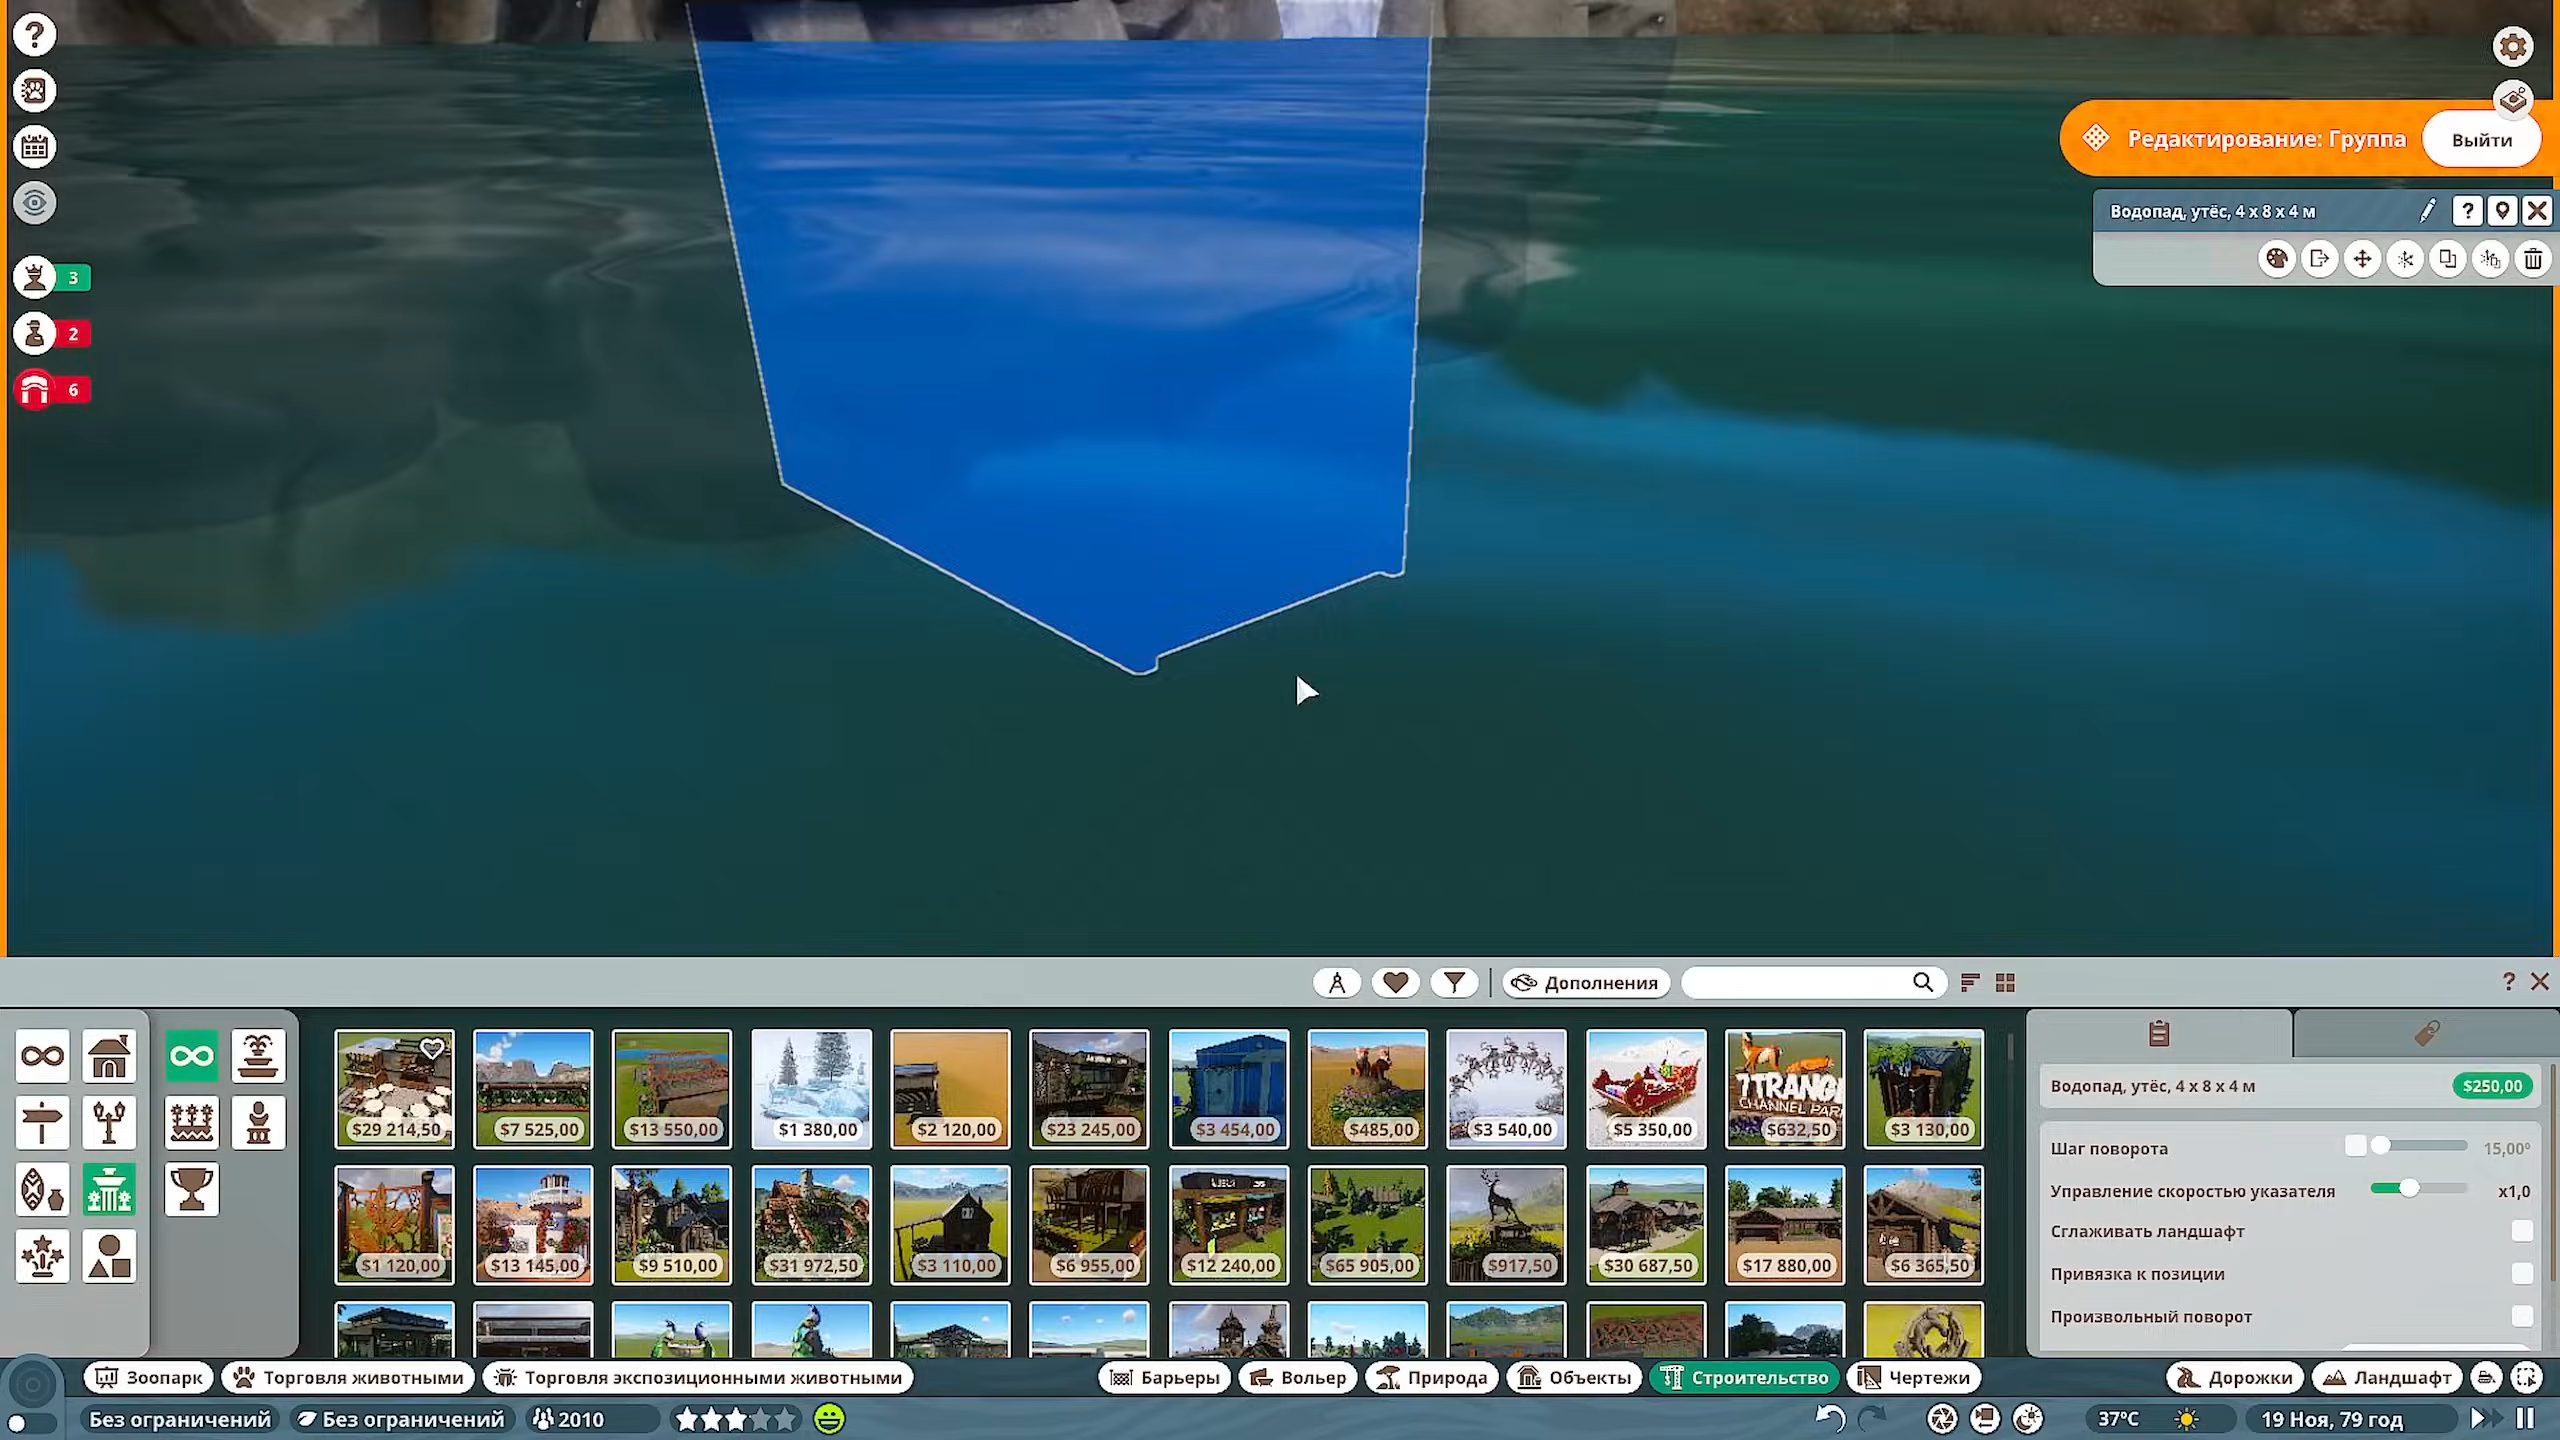 Редактирование: Группа
Выйти
Водопад, утёс, 4 x 8 x 4 м
?
3
2
6
Дополнения
?
$29 214,50
$7 525,00
$13 550,00
$1 380,00
$2 120,00
$23 245,00
$3 454,00
$485,00
$3 540,00
$5 350,00
CHANNEL PARK
$632,50
$3 130,00
$1 120,00
$13 145,00
$9 510,00
$31 972,50
$3 110,00
$6 955,00
$12 240,00
$65 905,00
$917,50
$30 687,50
$17 880,00
$6 365,50
Водопад, утёс, 4 x 8 x 4 м
$250,00
Шаг поворота
15,00°
Управление скоростью указателя
x1,0
Сглаживать ландшафт
Привязка к позиции
Произвольный поворот
Зоопарк
Торговля животными
Торговля экспозиционными животными
Барьеры
Вольер
Природа
Объекты
Строительство
Чертежи
Дорожки
Ландшафт
Без ограничений
Без ограничений
2010
37°C
19 Ноя, 79 год